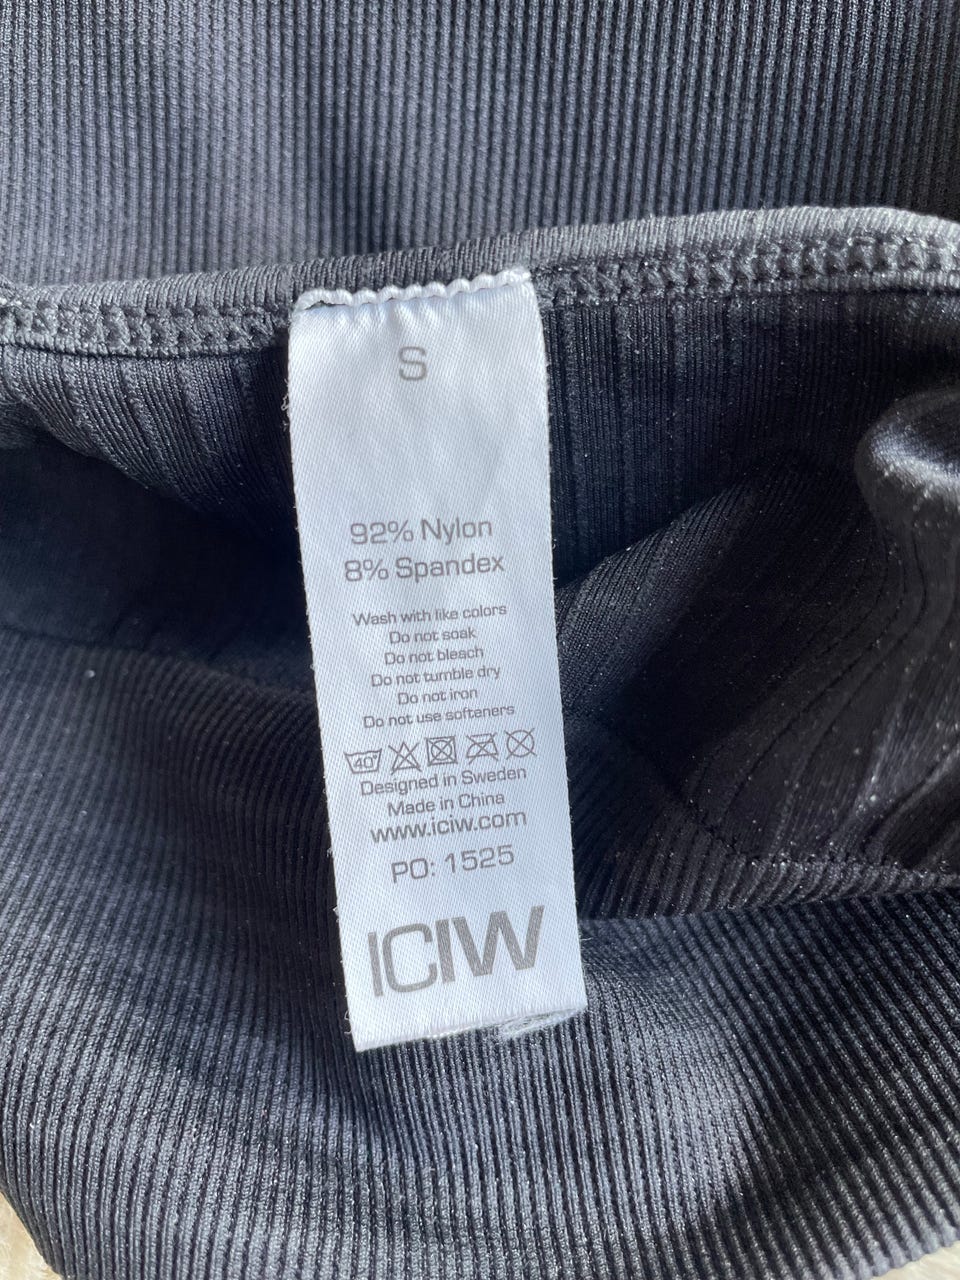 S
92% Nylon
8% Spandex
Wash with like colors
Do not soak
Do not bleach
Do not tumble dry
Do not iron
Do not use softeners
40°
Designed in Sweden
Made in China
www.iciw.com
PO: 1525
ICIW